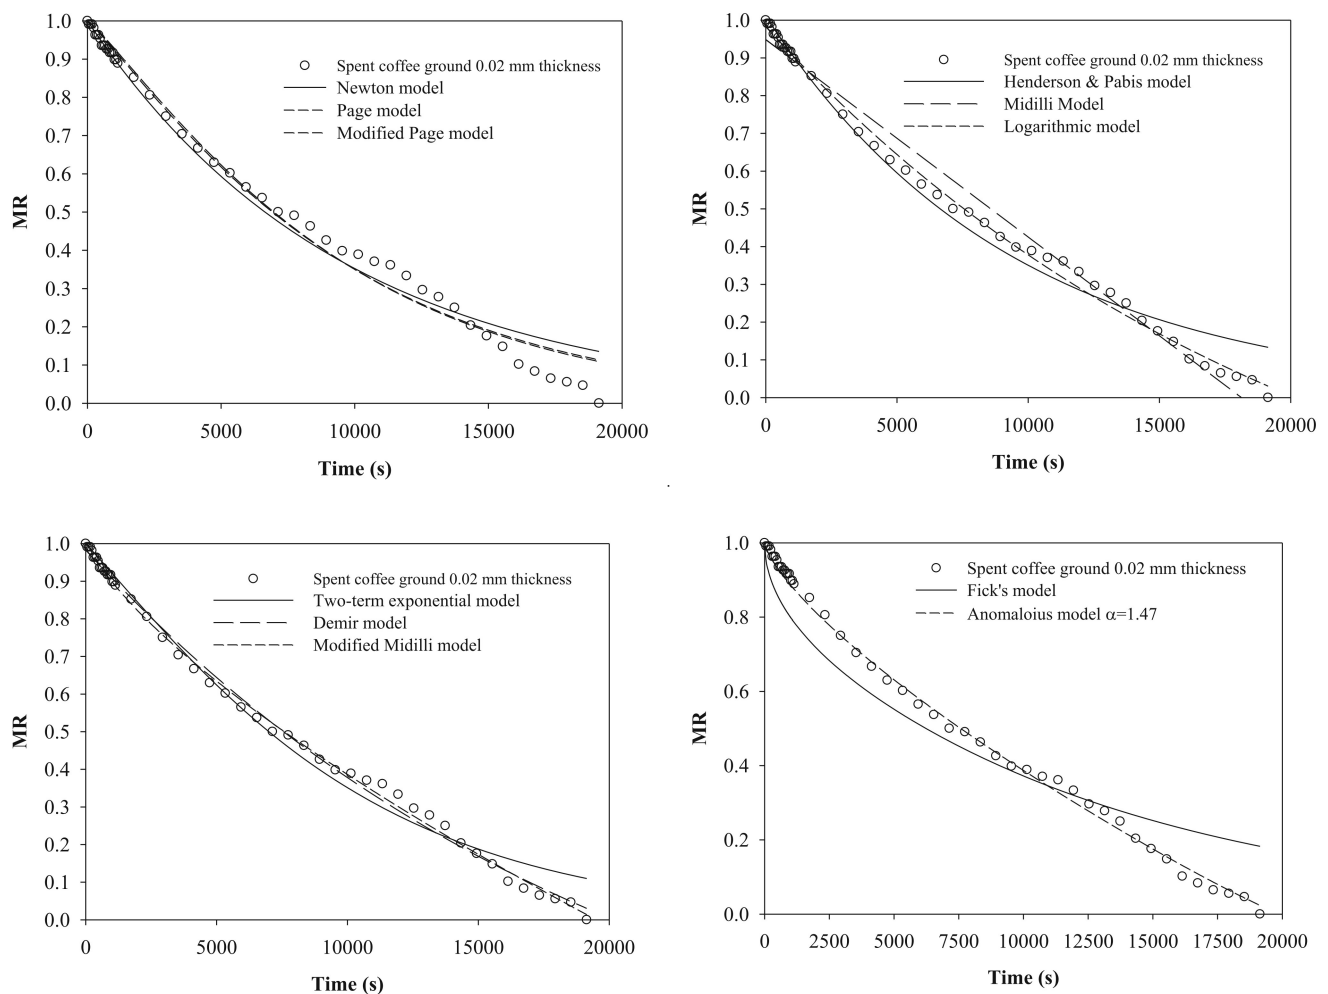 1.0
0.9
0.8
0.7
0.6
0.5
0.4
0.3
0.2
0.1
0.0
MR
Spent coffee ground 0.02 mm thickness
Newton model
Page model
Modified Page model
0 5000 10000 15000 20000
Time (s)
1.0
0.9
0.8
0.7
0.6
0.5
0.4
0.3
0.2
0.1
0.0
MR
Spent coffee ground 0.02 mm thickness
Henderson & Pabis model
Midilli Model
Logarithmic model
0 5000 10000 15000 20000
Time (s)
1.0
0.9
0.8
0.7
0.6
0.5
0.4
0.3
0.2
0.1
0.0
MR
Spent coffee ground 0.02 mm thickness
Two-term exponential model
Demir model
Modified Midilli model
0 5000 10000 15000 20000
Time (s)
1.0
0.8
0.6
0.4
0.2
0.0
MR
Spent coffee ground 0.02 mm thickness
Fick's model
Anomaloius model α=1.47
0 2500 5000 7500 10000 12500 15000 17500 20000
Time (s)